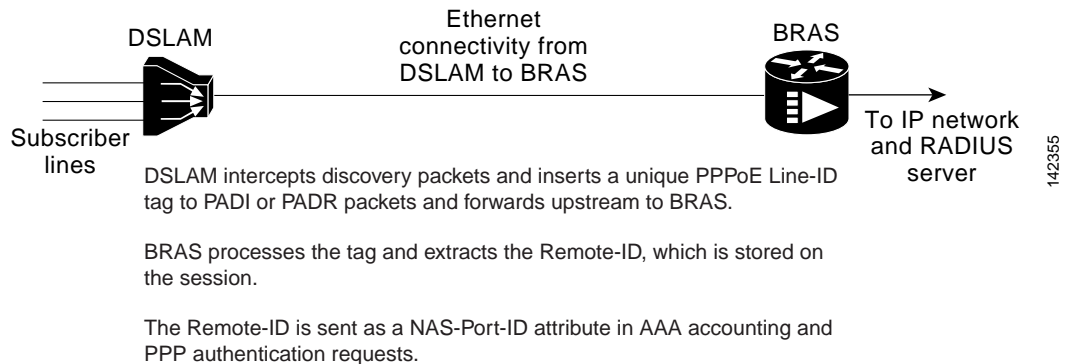 Ethernet
connectivity from
DSLAM to BRAS
DSLAM
BRAS
Subscriber
lines
To IP network
and RADIUS
server
142355
DSLAM intercepts discovery packets and inserts a unique PPPoE Line-ID
tag to PADI or PADR packets and forwards upstream to BRAS.
BRAS processes the tag and extracts the Remote-ID, which is stored on
the session.
The Remote-ID is sent as a NAS-Port-ID attribute in AAA accounting and
PPP authentication requests.